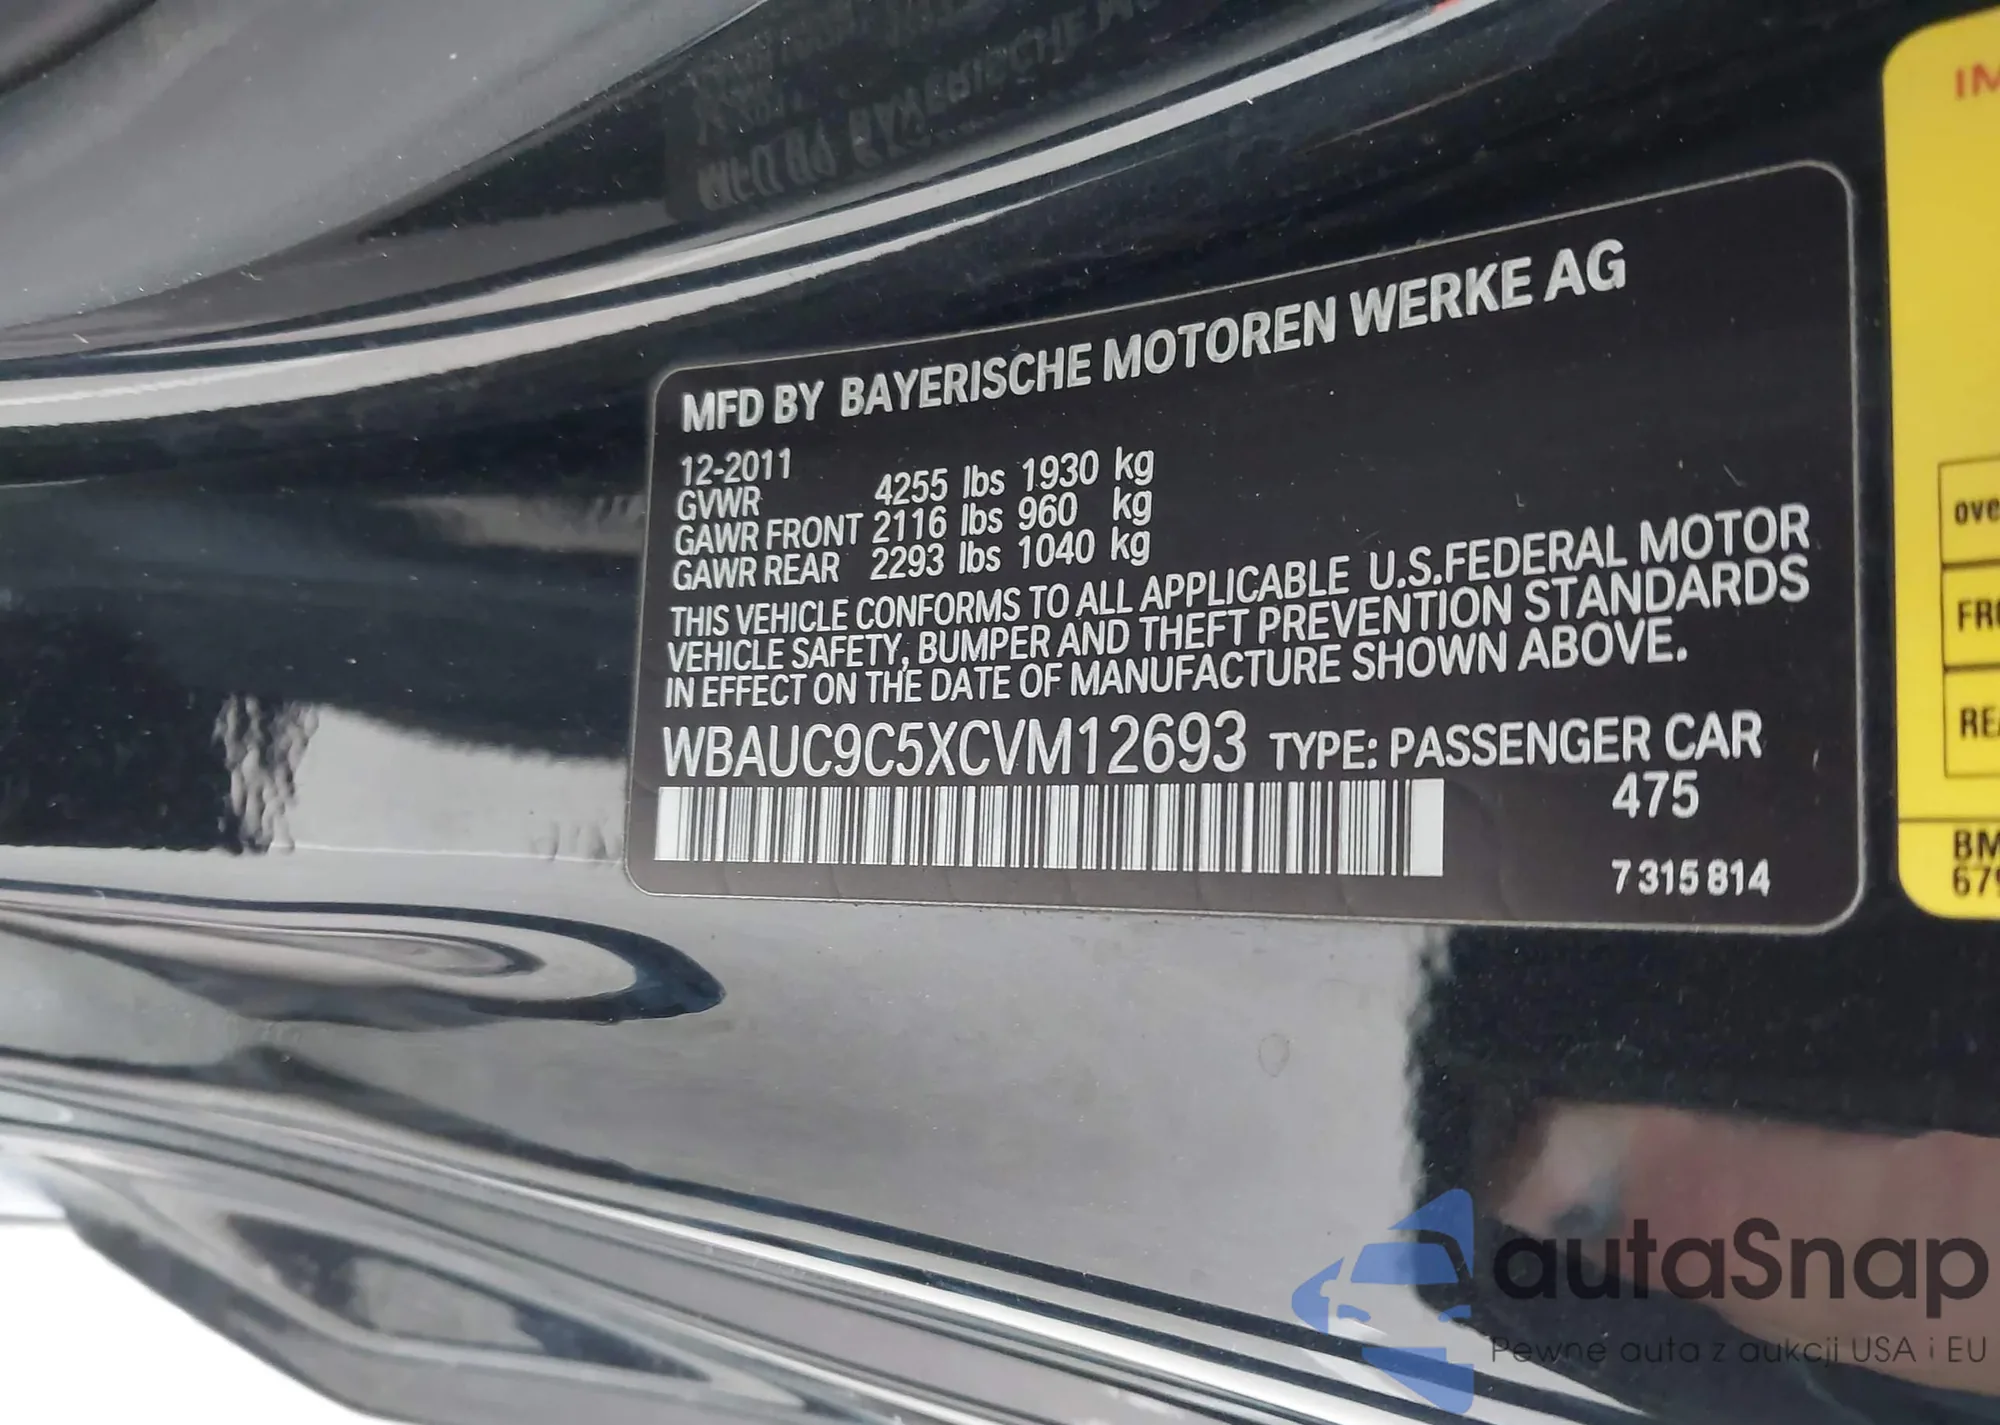 MFD BY BAYERISCHE MOTOREN WERKE AG
12-2011
GVWR 4255 lbs 1930 kg
GAWR FRONT 2116 lbs 960 kg
GAWR REAR 2293 lbs 1040 kg
THIS VEHICLE CONFORMS TO ALL APPLICABLE U.S.FEDERAL MOTOR
VEHICLE SAFETY, BUMPER AND THEFT PREVENTION STANDARDS
IN EFFECT ON THE DATE OF MANUFACTURE SHOWN ABOVE.
WBAUC9C5XCVM12693 TYPE: PASSENGER CAR
475
7 315 814
autaSnap
Pewne auta z aukcji USA i EU